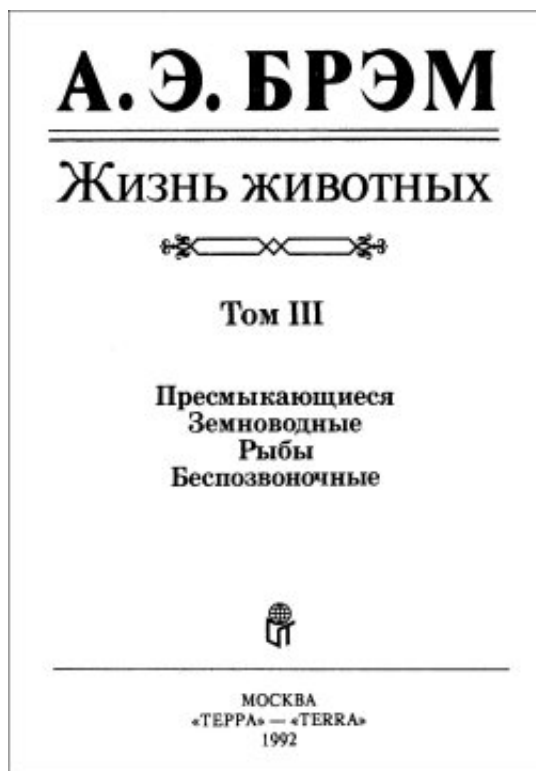 А. Э. БРЭМ
Жизнь животных
Том III
Пресмыкающиеся
Земноводные
Рыбы
Беспозвоночные
МОСКВА
«ТЕРРА» — «TERRA»
1992